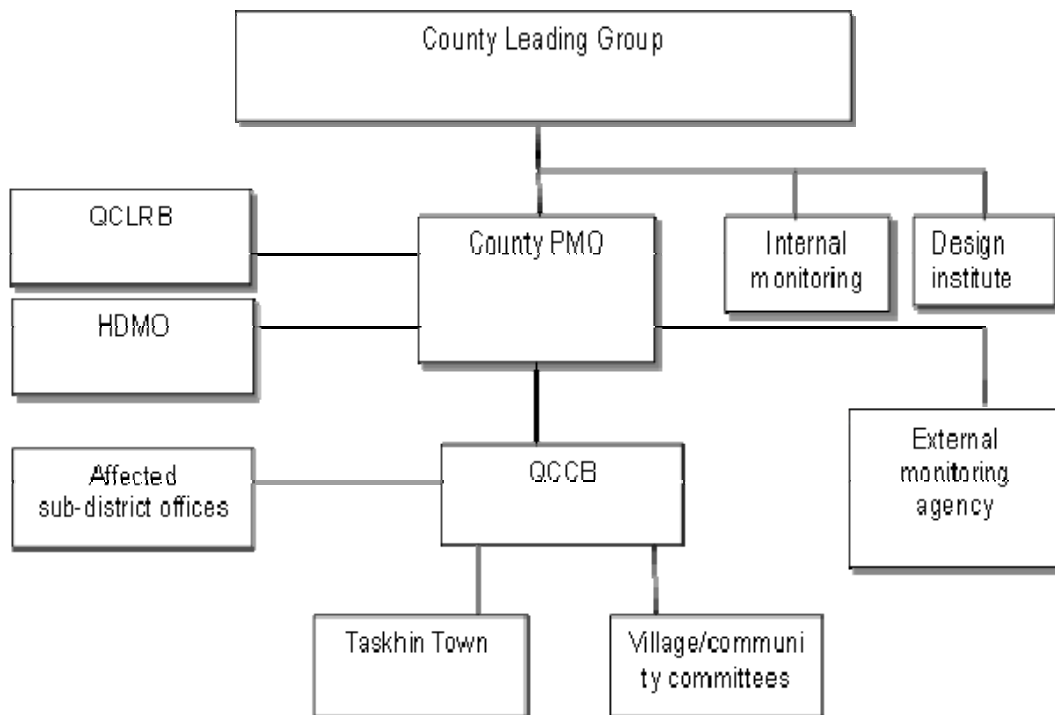 County Leading Group
QCLRB
County PMO
Internal
monitoring
Design
institute
HDMO
Affected
sub-district offices
QCCB
External
monitoring
agency
Taskhin Town
Village/communi
ty committees